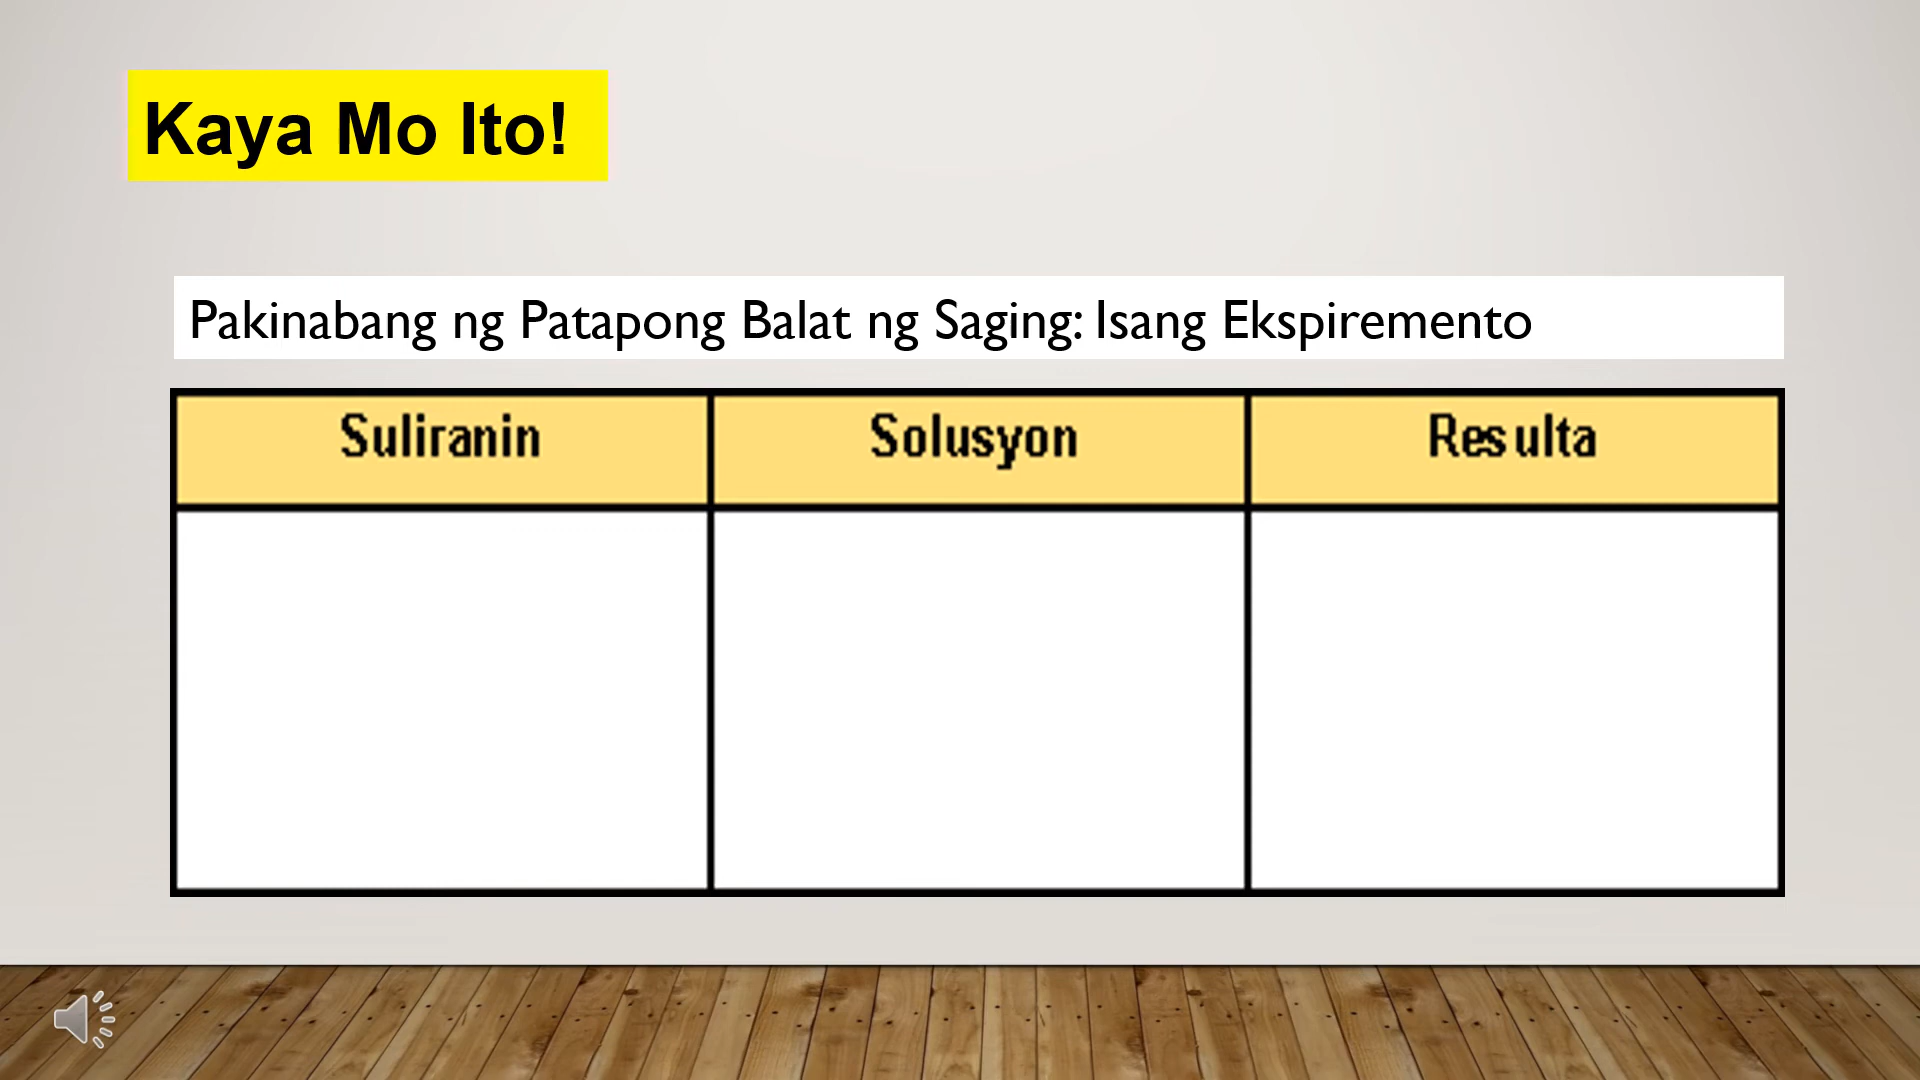 Kaya Mo Ito!
Pakinabang ng Patapong Balat ng Saging: Isang Ekspiremento
Suliranin Solusyon Resulta